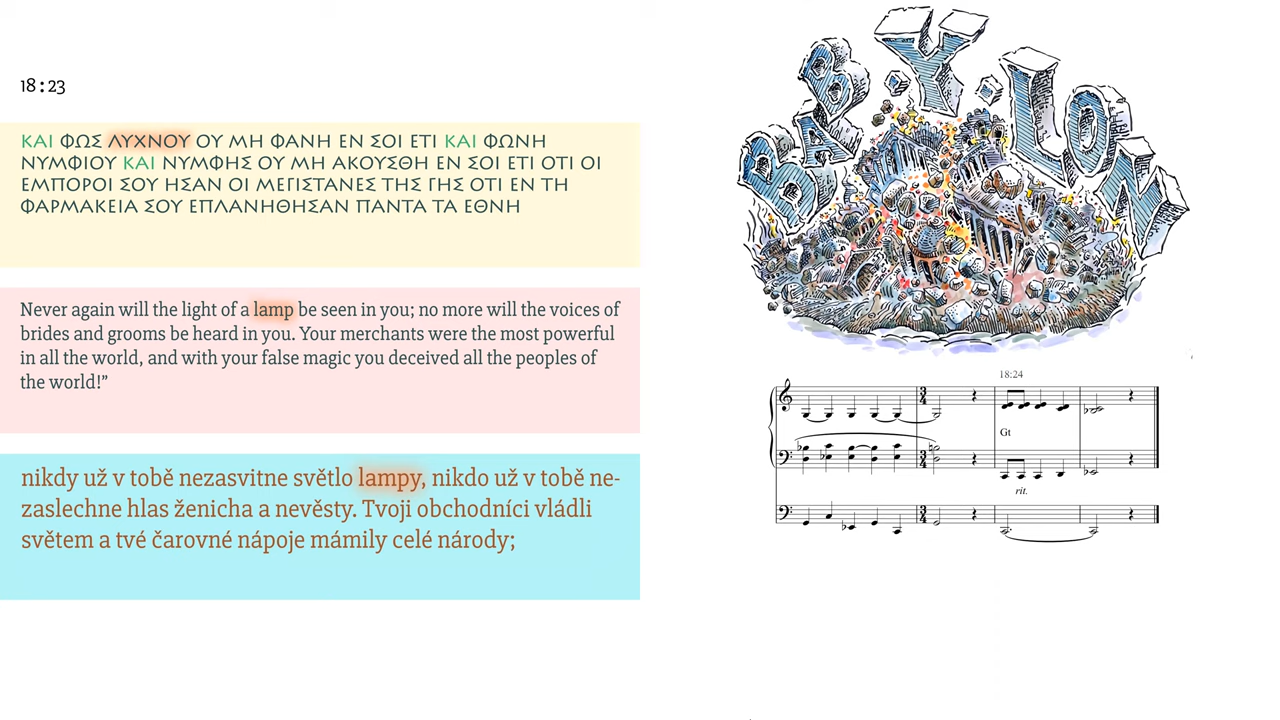 18:23
ΚΑΙ ΦΩΣ ΛΥΧΝΟΥ ΟΥ ΜΗ ΦΑΝΗ ΕΝ ΣΟΙ ΕΤΙ ΚΑΙ ΦΩΝΗ
ΝΥΜΦΙΟΥ ΚΑΙ ΝΥΜΦΗΣ ΟΥ ΜΗ ΑΚΟΥΣΘΗ ΕΝ ΣΟΙ ΕΤΙ ΟΤΙ ΟΙ
ΕΜΠΟΡΟΙ ΣΟΥ ΗΣΑΝ ΟΙ ΜΕΓΙΣΤΑΝΕΣ ΤΗΣ ΓΗΣ ΟΤΙ ΕΝ ΤΗ
ΦΑΡΜΑΚΕΙΑ ΣΟΥ ΕΠΛΑΝΗΘΗΣΑΝ ΠΑΝΤΑ ΤΑ ΕΘΝΗ
Never again will the light of a lamp be seen in you; no more will the voices of
brides and grooms be heard in you. Your merchants were the most powerful
in all the world, and with your false magic you deceived all the peoples of
the world!”
nikdy už v tobě nezasvitne světlo lampy, nikdo už v tobě ne-
zaslechne hlas ženicha a nevěsty. Tvoji obchodníci vládli
světem a tvé čarovné nápoje mámily celé národy;
BABYLON
18:24
3/4
Gt
3/4
rit.